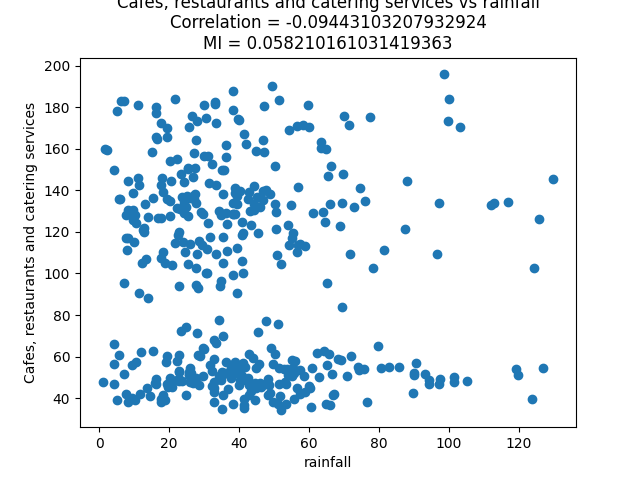 Cafes, restaurants and catering services vs rainfall
Correlation = -0.09443103207932924
MI = 0.058210161031419363
200
180
160
140
120
100
80
60
40
Cafes, restaurants and catering services
0 20 40 60 80 100 120
rainfall